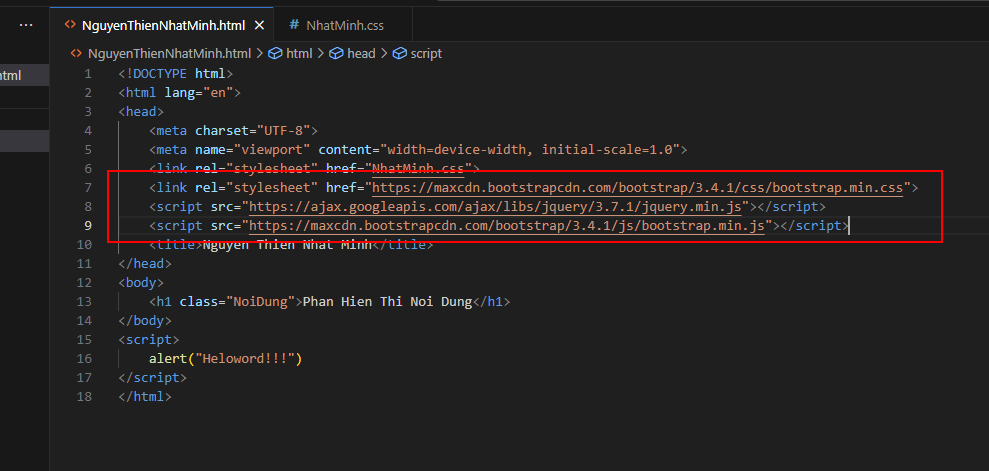 NguyenThienNhatMinh.html
NhatMinh.css
html
NguyenThienNhatMinh.html > html > head > script
1 <!DOCTYPE html>
2 <html lang="en">
3 <head>
4 <meta charset="UTF-8">
5 <meta name="viewport" content="width=device-width, initial-scale=1.0">
6 <link rel="stylesheet" href="NhatMinh.css">
7 <link rel="stylesheet" href="https://maxcdn.bootstrapcdn.com/bootstrap/3.4.1/css/bootstrap.min.css">
8 <script src="https://ajax.googleapis.com/ajax/libs/jquery/3.7.1/jquery.min.js"></script>
9 <script src="https://maxcdn.bootstrapcdn.com/bootstrap/3.4.1/js/bootstrap.min.js"></script>
10 <title>Nguyen Thien Nhat Minh</title>
11 </head>
12 <body>
13 <h1 class="NoiDung">Phan Hien Thi Noi Dung</h1>
14 </body>
15 <script>
16 alert("Heloword!!!")
17 </script>
18 </html>